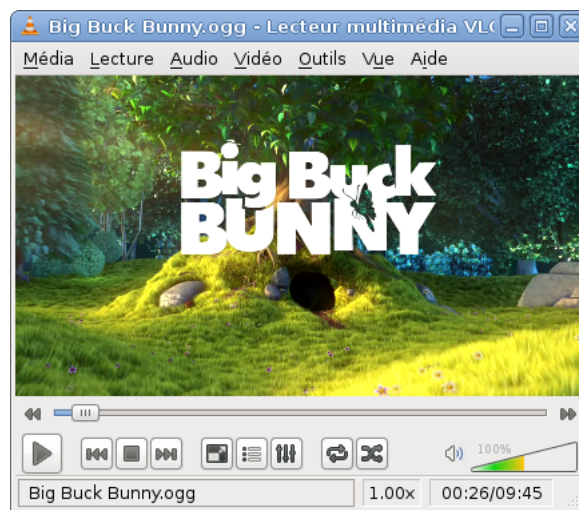 Big Buck Bunny.ogg - Lecteur multimédia VLC
Média Lecture Audio Vidéo Outils Vue Aide
Big Buck
BUNNY
100%
Big Buck Bunny.ogg 1.00x 00:26/09:45